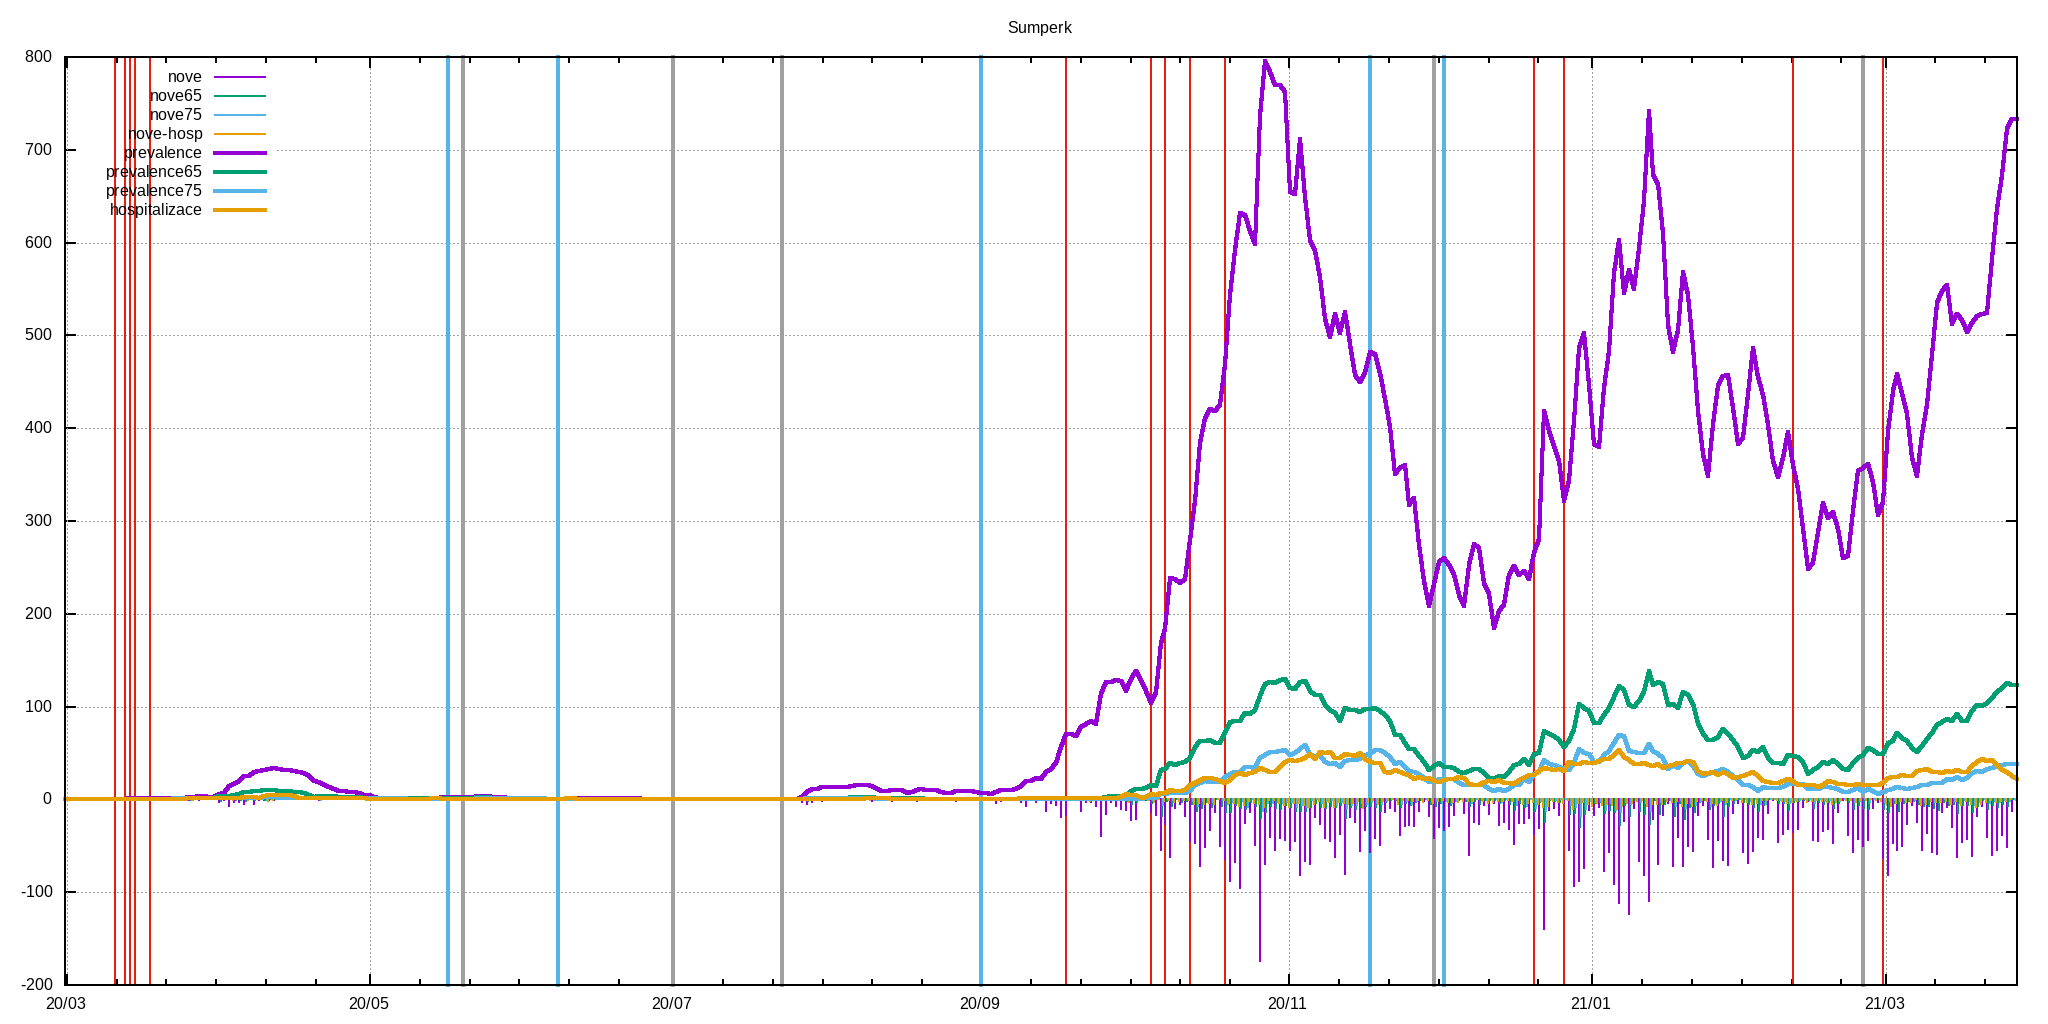 Sumperk
800
700
600
500
400
300
200
100
0
-100
-200
nove
nove65
nove75
nove-hosp
prevalence
prevalence65
prevalence75
hospitalizace
20/03 20/05 20/07 20/09 20/11 21/01 21/03